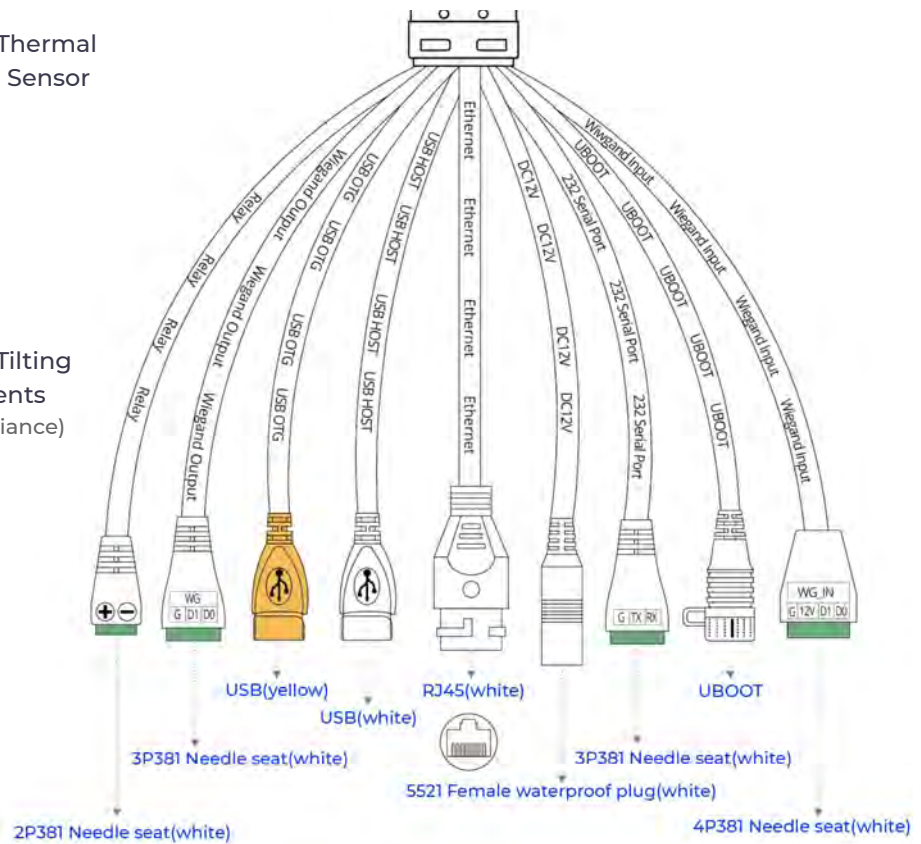 Thermal
Sensor
Tilting
ents
iance)
Relay
Relay
Relay
Relay
Wiegand Output
Wiegand Output
Wiegand Output
USB OTG
USB OTG
USB OTG
USB OTG
USB HOST
USB HOST
USB HOST
USB HOST
Ethernet
Ethernet
Ethernet
Ethernet
DC12V
DC12V
DC12V
DC12V
232 Serial Port
232 Serial Port
232 Serial Port
UBOOT
UBOOT
UBOOT
UBOOT
Wiwgand Input
Wiegand Input
Wiegand Input
Wiegand Input
WG
G D1 D0
G TX RX
WG_IN
G 12V D1 D0
USB(yellow)
USB(white)
RJ45(white)
UBOOT
3P381 Needle seat(white)
3P381 Needle seat(white)
5521 Female waterproof plug(white)
2P381 Needle seat(white)
4P381 Needle seat(white)